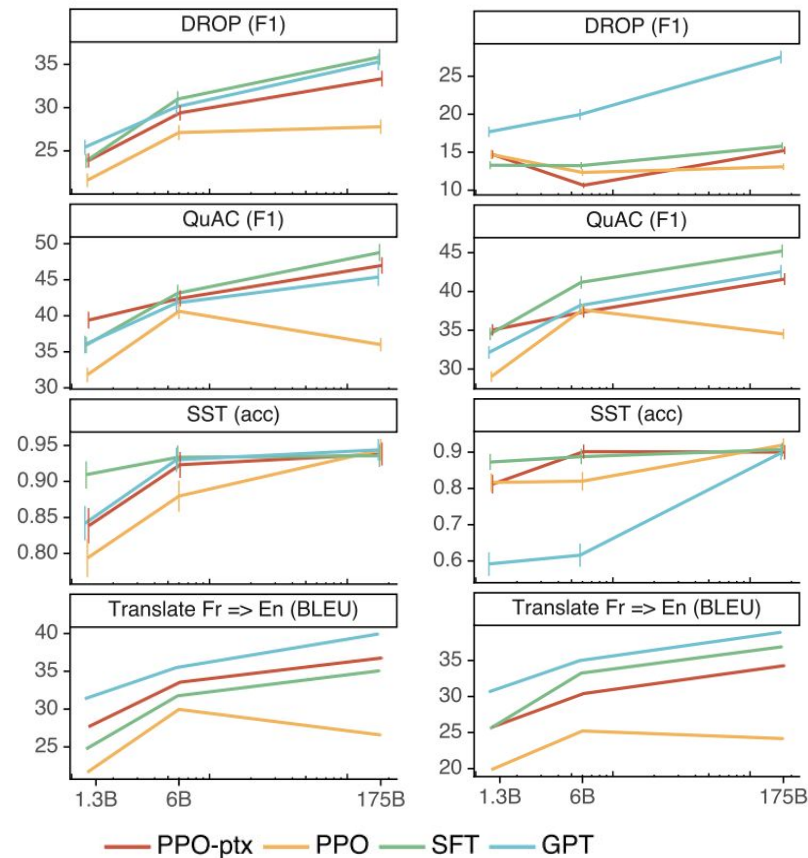 DROP (F1)
35
30
25
QuAC (F1)
50
45
40
35
30
SST (acc)
0.95
0.90
0.85
0.80
Translate Fr => En (BLEU)
40
35
30
25
1.3B 6B 175B
DROP (F1)
25
20
15
10
QuAC (F1)
45
40
35
30
SST (acc)
0.9
0.8
0.7
0.6
Translate Fr => En (BLEU)
35
30
25
20
1.3B 6B 175B
PPO-ptx PPO SFT GPT